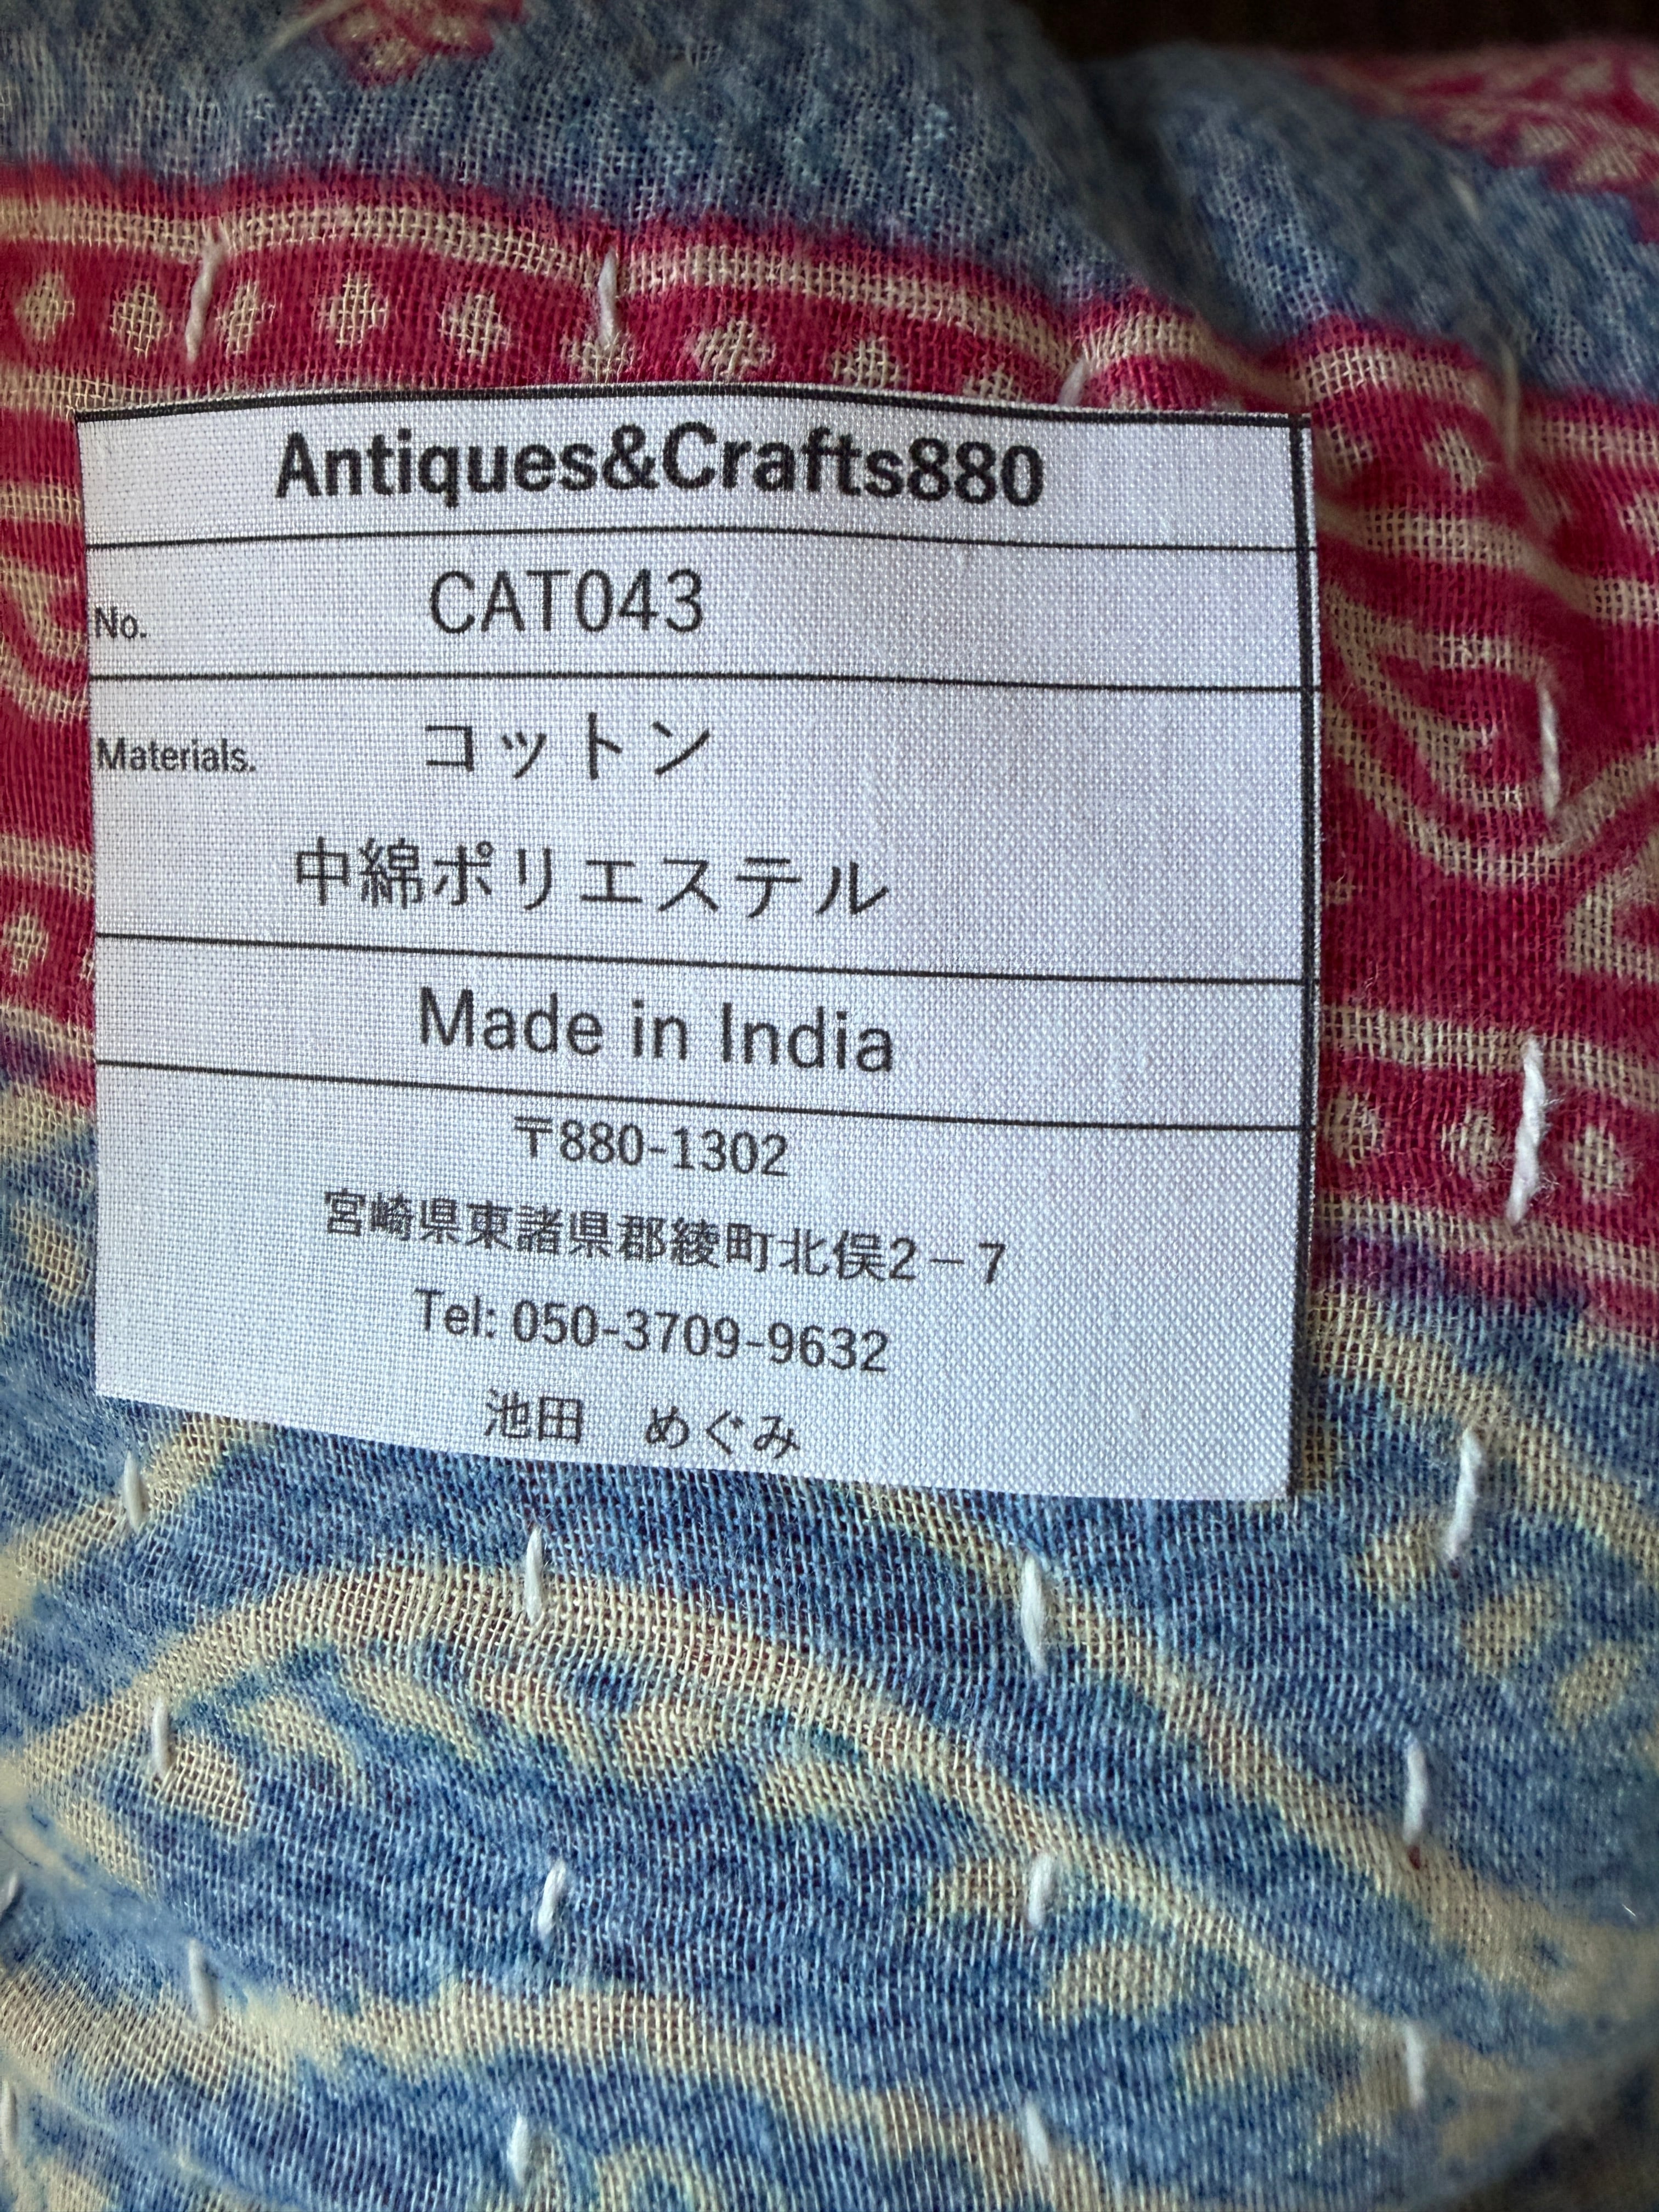 Antiques&Crafts880
No. CAT043
Materials. コットン
中綿ポリエステル
Made in India
〒880-1302
宮崎県東諸県郡綾町北俣2－7
Tel: 050-3709-9632
池田　めぐみ